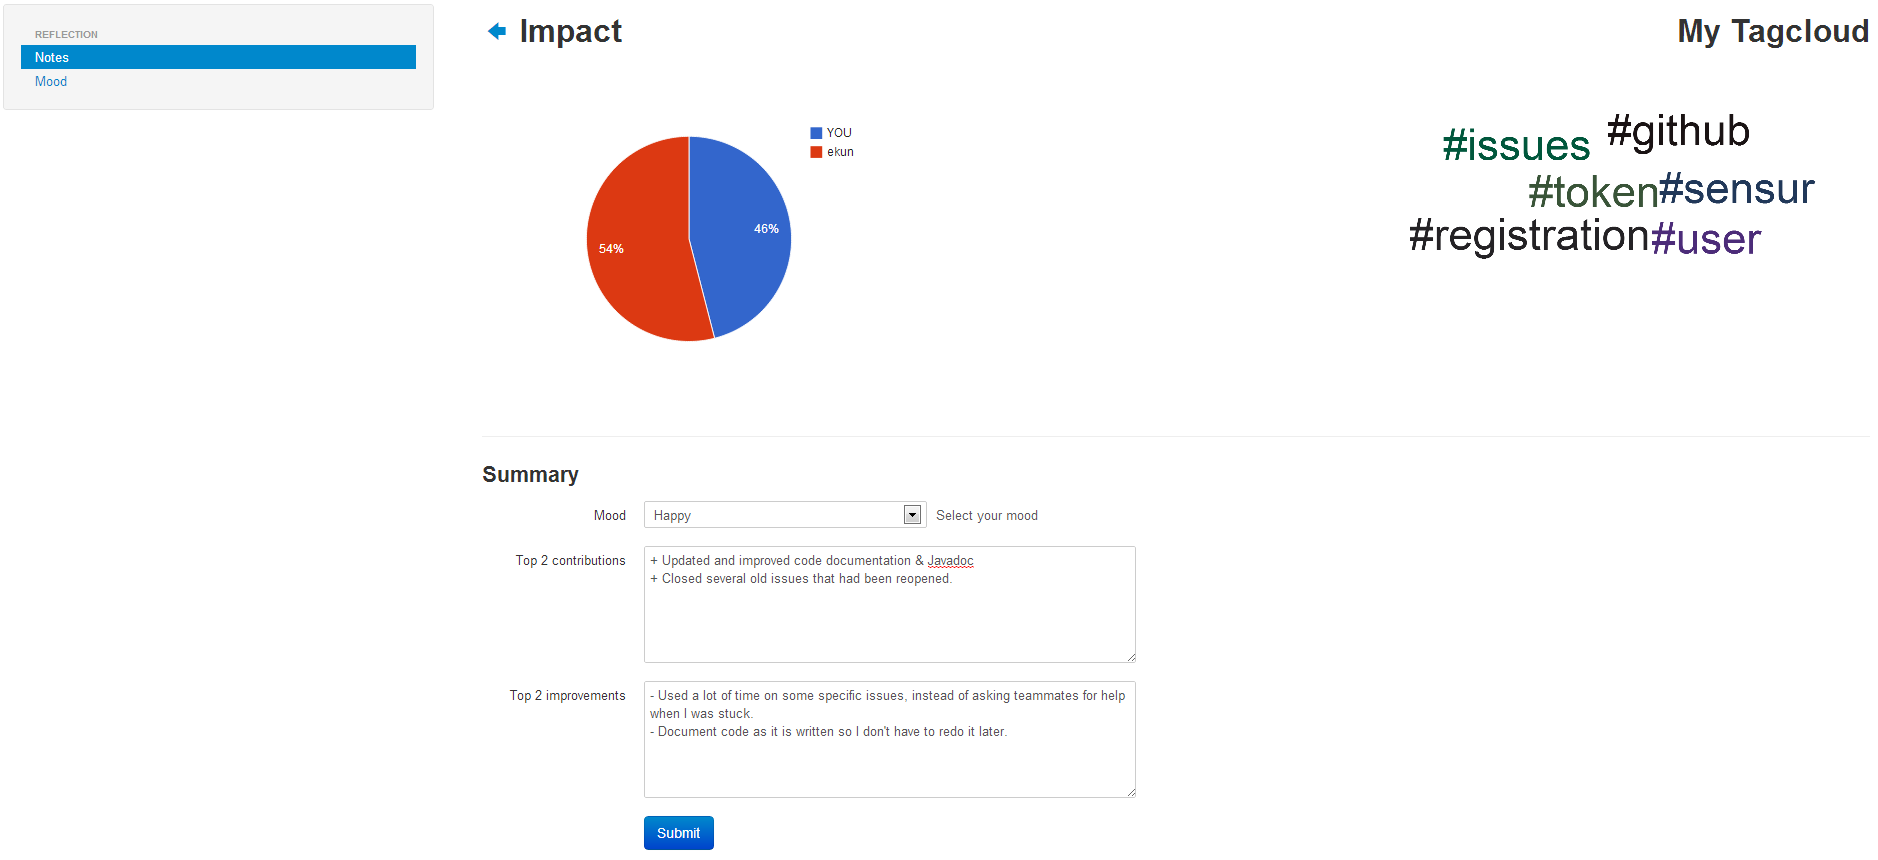 REFLECTION
Notes
Mood
Impact
My Tagcloud
YOU
ekun
46%
54%
#issues #github
#token #sensur
#registration #user
Summary
Mood Happy Select your mood
Top 2 contributions
+ Updated and improved code documentation & Javadoc
+ Closed several old issues that had been reopened.
Top 2 improvements
- Used a lot of time on some specific issues, instead of asking teammates for help
when I was stuck.
- Document code as it is written so I don't have to redo it later.
Submit